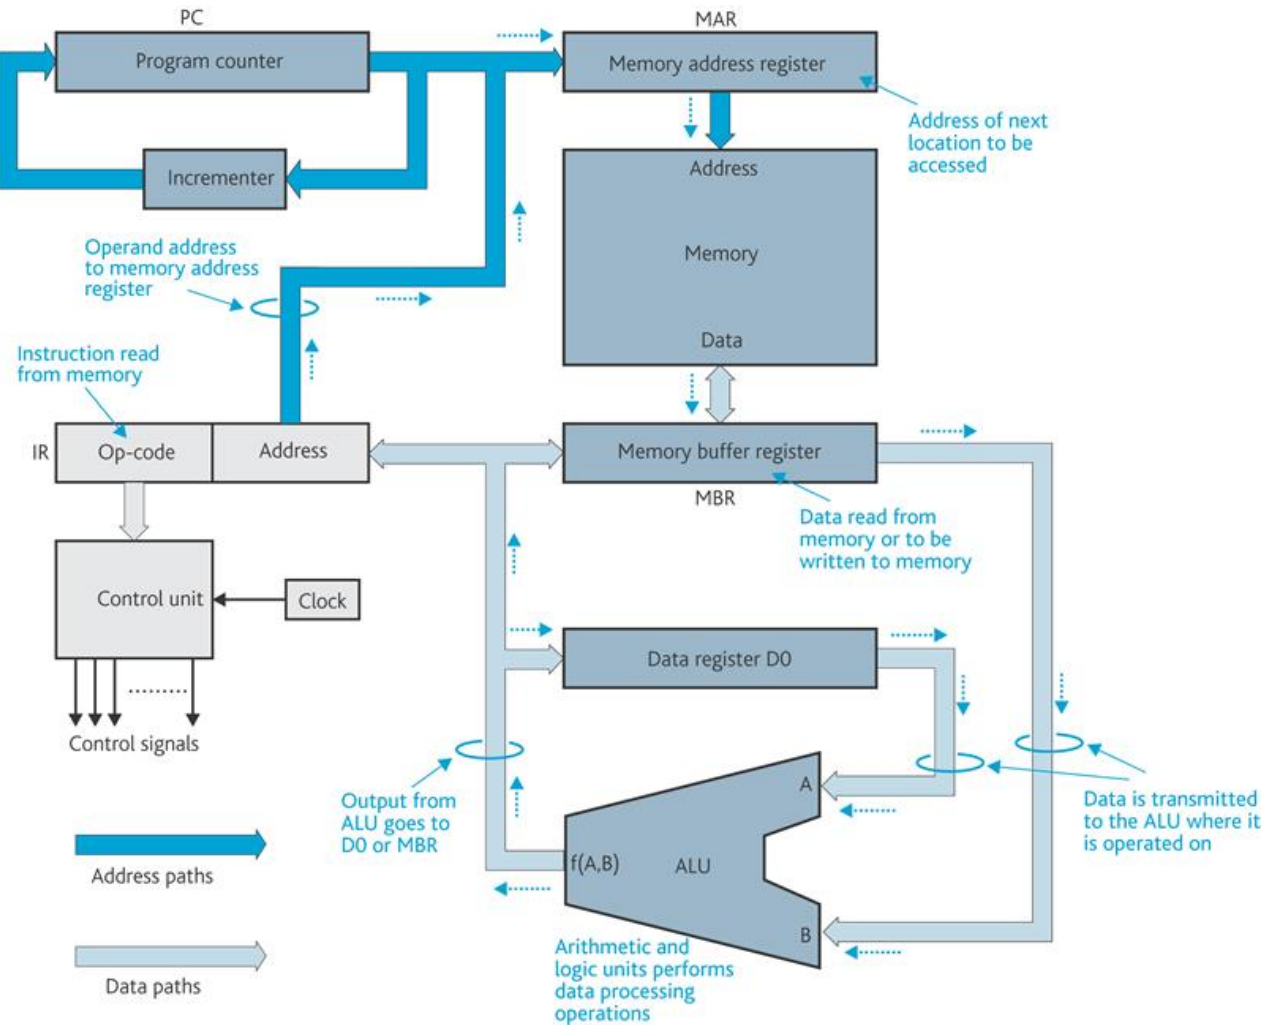 PC
Program counter
MAR
Memory address register
Address of next
location to be
accessed
Incrementer
Address
Memory
Data
Operand address
to memory address
register
Instruction read
from memory
IR
Op-code
Address
Memory buffer register
MBR
Data read from
memory or to be
written to memory
Control unit
Clock
Control signals
Data register D0
Output from
ALU goes to
D0 or MBR
A
f(A,B)
ALU
B
Data is transmitted
to the ALU where it
is operated on
Arithmetic and
logic units performs
data processing
operations
Address paths
Data paths